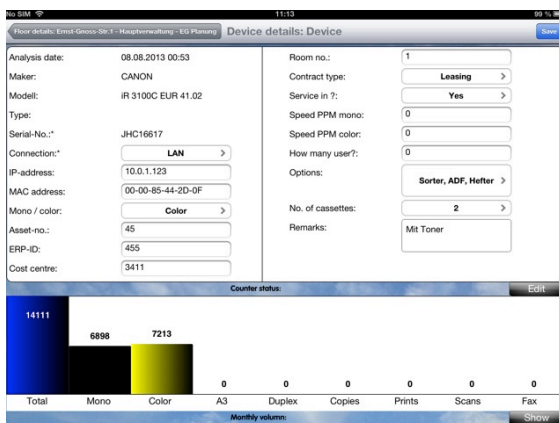 No SIM 11:13 99 %
Floor details: Ernst-Gnoss-Str.1 - Hauptverwaltung - EG Planung Device details: Device Save
Analysis date: 08.08.2013 00:53
Maker: CANON
Modell: iR 3100C EUR 41.02
Type:
Serial-No.:* JHC16617
Connection:* LAN
IP-address: 10.0.1.123
MAC address: 00-00-85-44-2D-0F
Mono / color: Color
Asset-no.: 45
ERP-ID: 455
Cost centre: 3411
Room no.: 1
Contract type: Leasing
Service in ?: Yes
Speed PPM mono: 0
Speed PPM color: 0
How many user?: 0
Options: Sorter, ADF, Hefter
No. of cassettes: 2
Remarks: Mit Toner
Counter status: Edit
14111 6898 7213 0 0 0 0 0 0
Total Mono Color A3 Duplex Copies Prints Scans Fax
Monthly volumn: Show